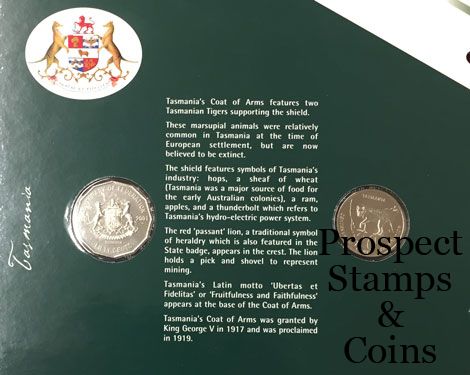 Tasmania's Coat of Arms features two
Tasmanian Tigers supporting the shield.
These marsupial animals were relatively
common in Tasmania at the time of
European settlement, but are now
believed to be extinct.
The shield features symbols of Tasmania's
industry: hops, a sheaf of wheat
(Tasmania was a major source of food for
the early Australian colonies), a ram,
apples, and a thunderbolt which refers to
Tasmania's hydro-electric power system.
The red 'passant' lion, a traditional symbol
of heraldry which is also featured in the
State badge, appears in the crest. The lion
holds a pick and shovel to represent
mining.
Tasmania's Latin motto 'Ubertas et
Fidelitas' or 'Fruitfulness and Faithfulness'
appears at the base of the Coat of Arms.
Tasmania's Coat of Arms was granted by
King George V in 1917 and was proclaimed
in 1919.
Tasmania
2001
TASMANIA
Prospect
Stamps
&
Coins